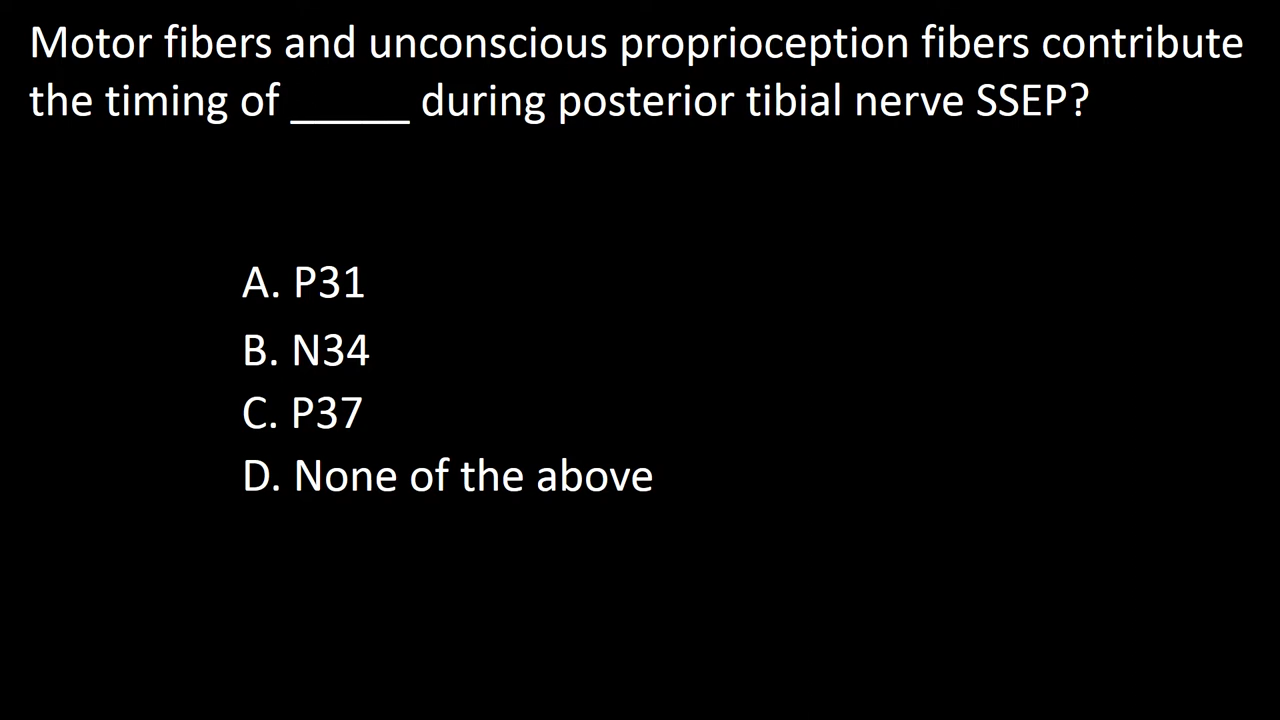 Motor fibers and unconscious proprioception fibers contribute
the timing of _____ during posterior tibial nerve SSEP?
A. P31
B. N34
C. P37
D. None of the above